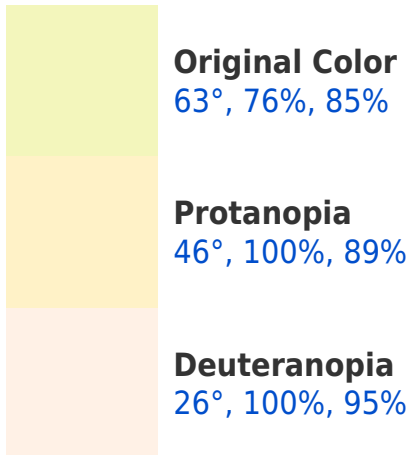 Original Color
63°, 76%, 85%
Protanopia
46°, 100%, 89%
Deuteranopia
26°, 100%, 95%